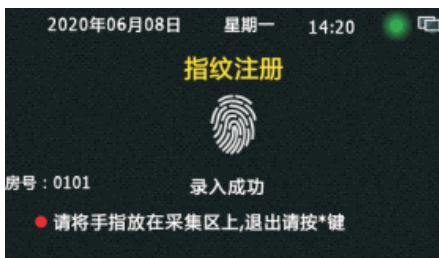 2020年06月08日 星期一 14:20
指纹注册
房号：0101
录入成功
请将手指放在采集区上,退出请按*键